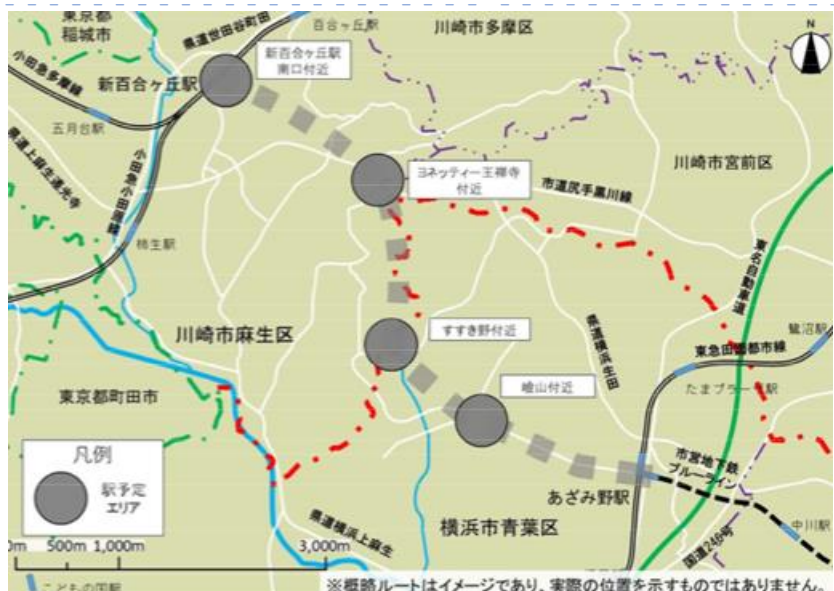 東京都
稲城市
県道世田谷町田
百合ヶ丘駅
川崎市多摩区
N
新百合ヶ丘駅
南口付近
新百合ヶ丘駅
小田急多摩線
五月台駅
県道上麻生連光寺
小田急小田原線
柿生駅
ヨネッティー王禅寺
付近
川崎市宮前区
市道尻手黒川線
東名自動車道
鷺沼駅
川崎市麻生区
すすき野付近
県道横浜生田
東急田園都市線
たまプラーザ駅
東京都町田市
嶮山付近
凡例
駅予定
エリア
市営地下鉄
ブルーライン
あざみ野駅
中川駅
横浜市青葉区
国道246号
県道横浜上麻生
0m 500m 1,000m 3,000m
こどもの国駅
※概略ルートはイメージであり、実際の位置を示すものではありません。